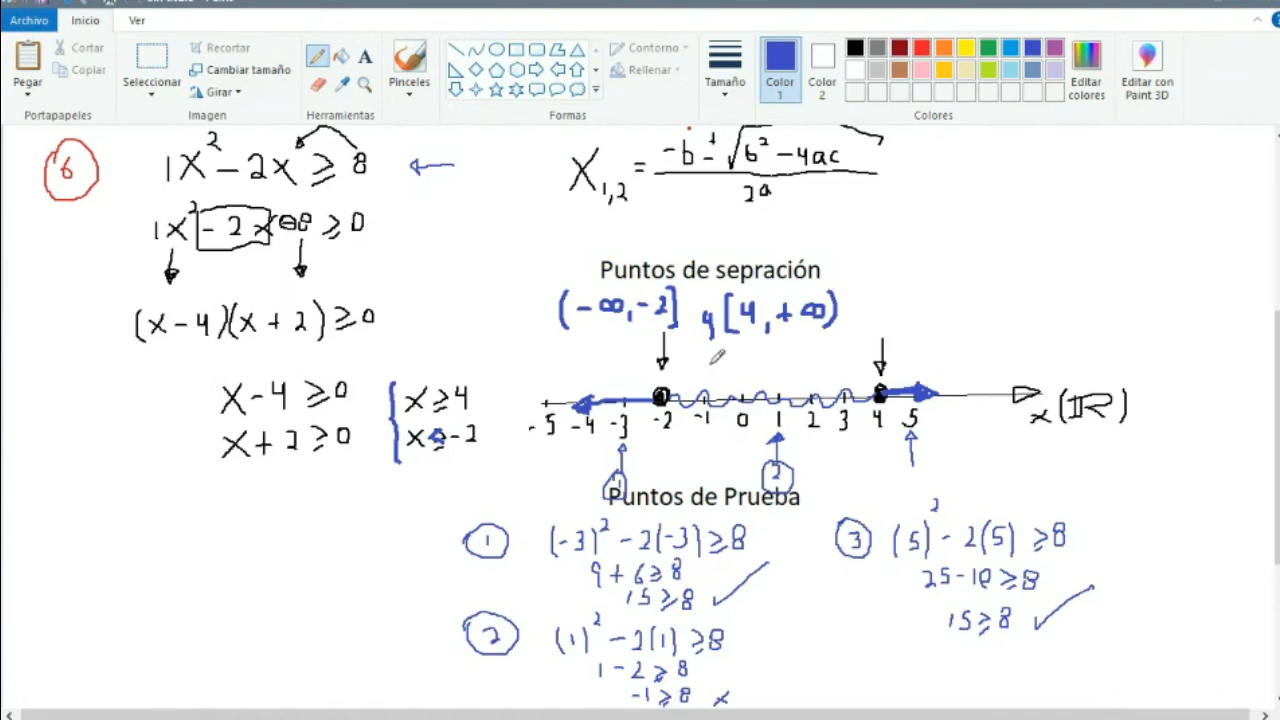 Archivo Inicio Ver
Pegar
Cortar
Copiar
Portapapeles
Seleccionar
Recortar
Cambiar tamaño
Girar
Imagen
A
Herramientas
Pinceles
Contorno
Rellenar
Formas
Tamaño
Color 1
Color 2
Editar colores
Colores
Editar con Paint 3D
6
1x² - 2x ≥ 8 ←
1x² - 2x - 8 ≥ 0
(x - 4)(x + 2) ≥ 0
x - 4 ≥ 0
x + 2 ≥ 0
x ≥ 4
x ≤ -2
X₁,₂ = -b ± √b² - 4ac / 2a
Puntos de sepración
(-∞, -2] y [4, +∞)
-5 -4 -3 -2 -1 0 1 2 3 4 5 x (ℝ)
1 2
Puntos de Prueba
1 (-3)² - 2(-3) ≥ 8
9 + 6 ≥ 8
15 ≥ 8 ✓
2 (1)² - 2(1) ≥ 8
1 - 2 ≥ 8
-1 ≥ 8 x
3 (5)² - 2(5) ≥ 8
25 - 10 ≥ 8
15 ≥ 8 ✓